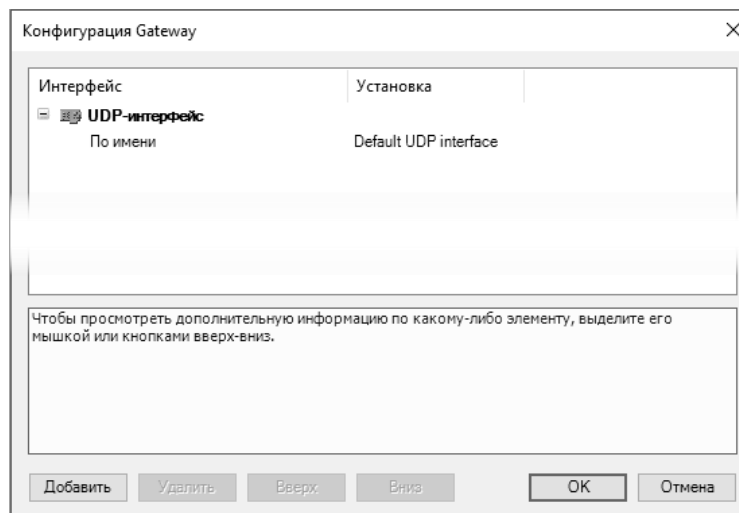 Конфигурация Gateway
Интерфейс Установка
UDP-интерфейс
По имени Default UDP interface
Чтобы просмотреть дополнительную информацию по какому-либо элементу, выделите его
мышкой или кнопками вверх-вниз.
Добавить Удалить Вверх Вниз OK Отмена